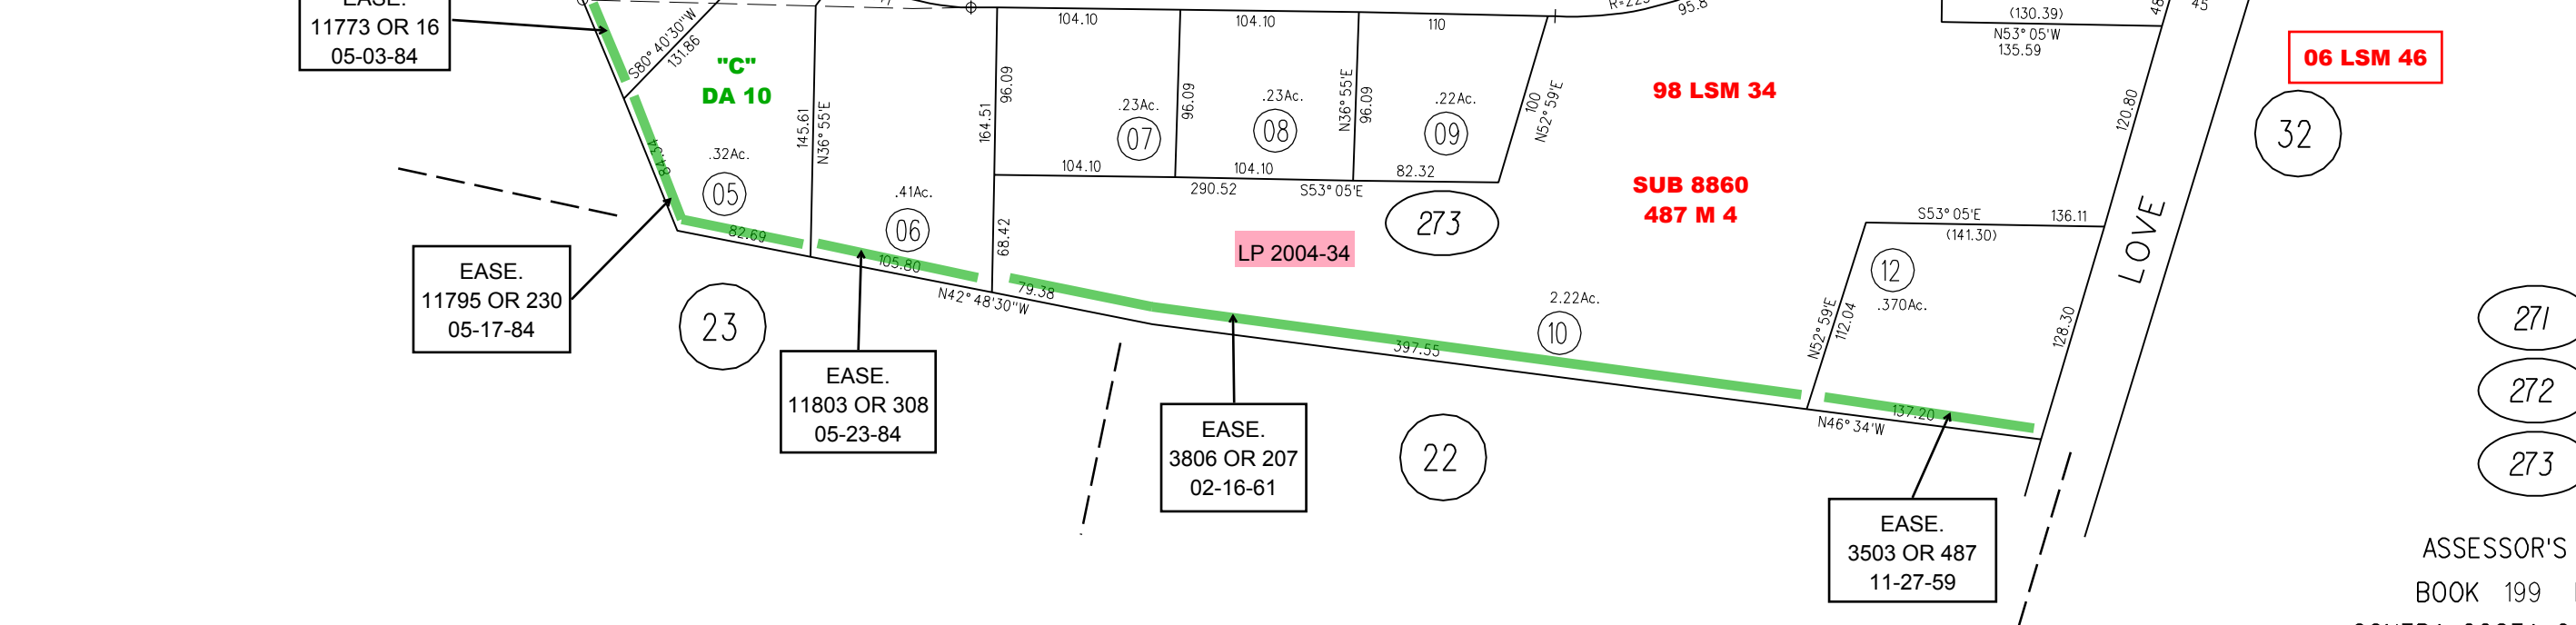 EASE.
11773 OR 16
05-03-84
S80° 40'30"W
131.86
"C"
DA 10
84.34
.32Ac.
05
82.69
145.61
N36° 55'E
.41Ac.
06
105.80
164.51
96.09
68.42
104.10
104.10
110
.23Ac.
07
96.09
.23Ac.
08
N36° 55'E
96.09
.22Ac.
09
100
N52° 59'E
104.10
104.10
82.32
290.52
S53° 05'E
273
98 LSM 34
SUB 8860
487 M 4
LP 2004-34
(130.39)
N53° 05'W
135.59
45
120.80
06 LSM 46
32
LOVE
S53° 05'E
136.11
(141.30)
12
.370Ac.
N52° 59'E
112.04
128.30
2.22Ac.
10
79.38
397.55
137.20
N42° 48'30"W
N46° 34'W
EASE.
11795 OR 230
05-17-84
23
EASE.
11803 OR 308
05-23-84
EASE.
3806 OR 207
02-16-61
22
EASE.
3503 OR 487
11-27-59
271
272
273
ASSESSOR'S
BOOK 199